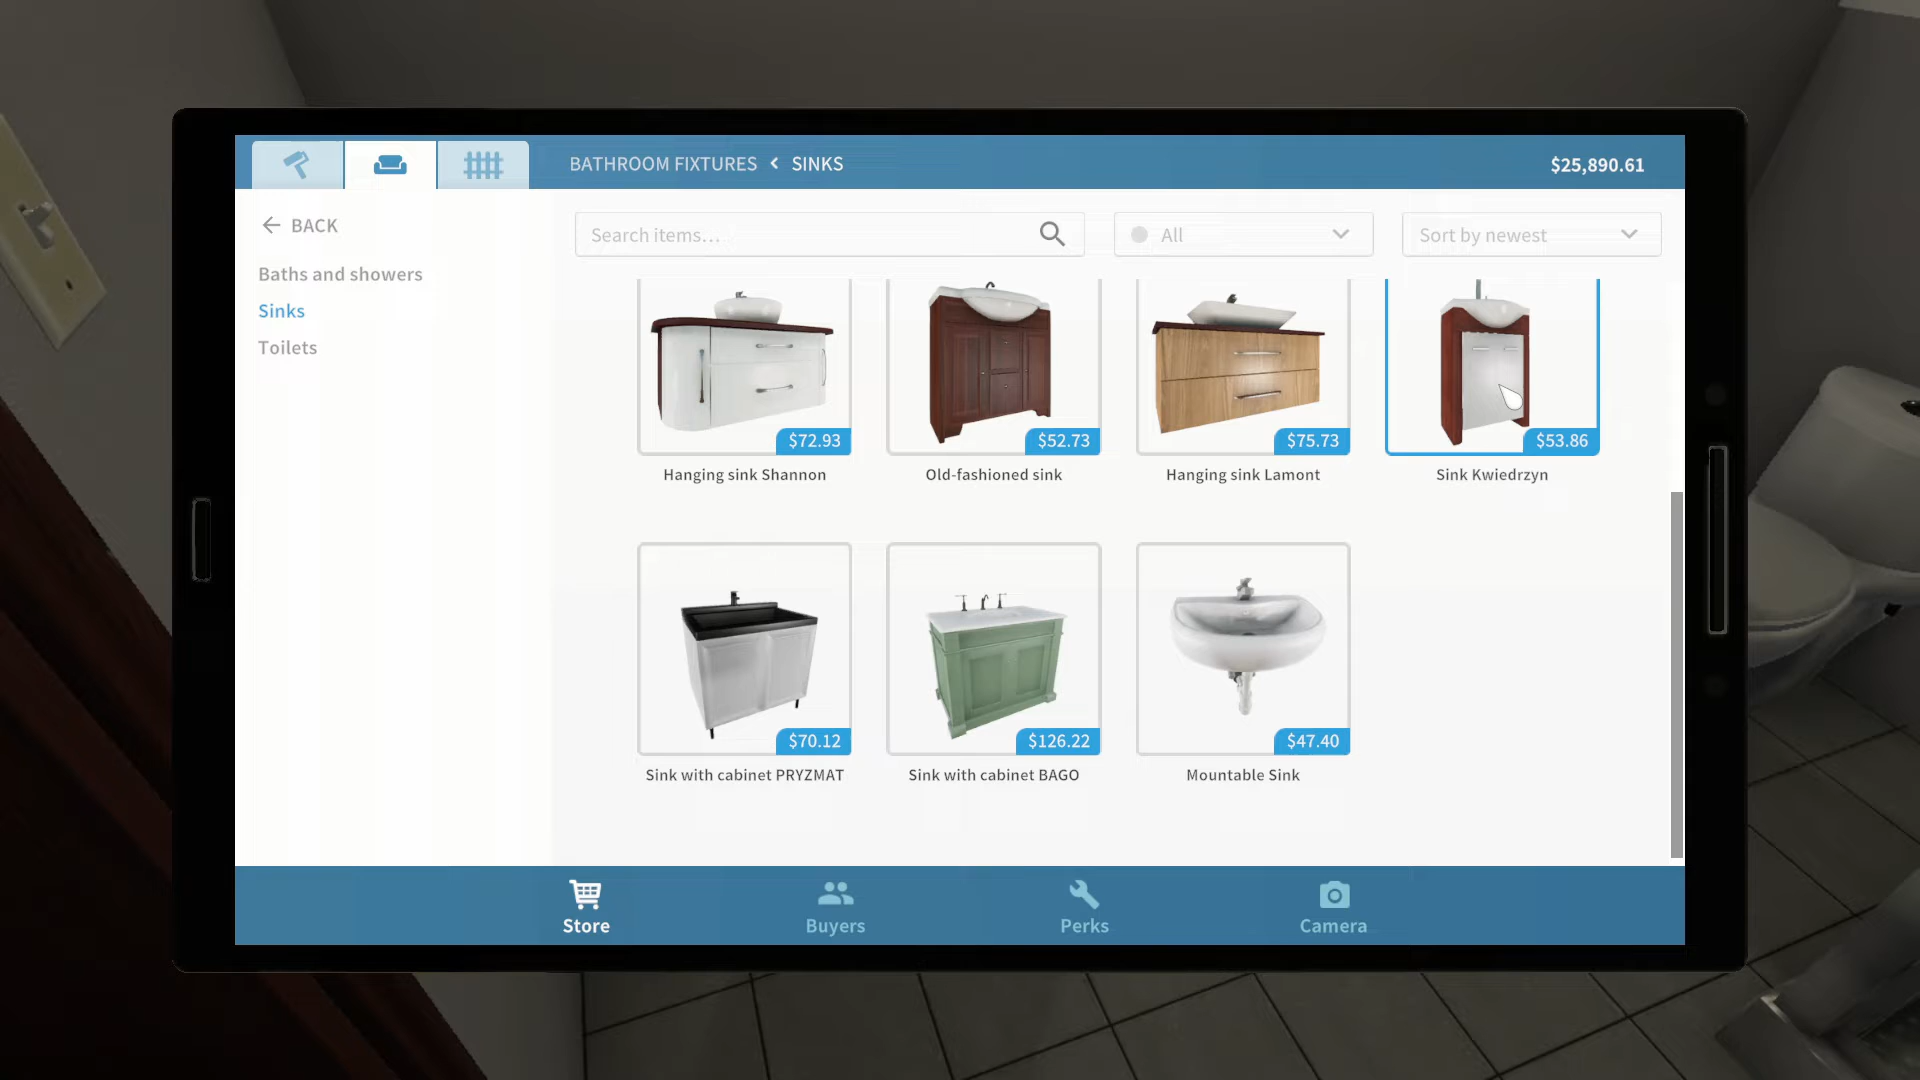 BATHROOM FIXTURES < SINKS
$25,890.61
BACK
Search items...
All
Sort by newest
Baths and showers
Sinks
Toilets
$72.93
$52.73
$75.73
$53.86
Hanging sink Shannon
Old-fashioned sink
Hanging sink Lamont
Sink Kwiedrzyn
$70.12
$126.22
$47.40
Sink with cabinet PRYZMAT
Sink with cabinet BAGO
Mountable Sink
Store
Buyers
Perks
Camera